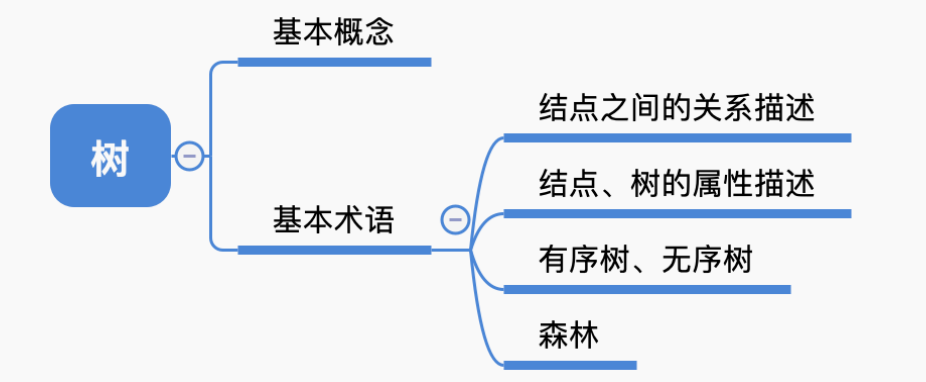 树
基本概念
基本术语
结点之间的关系描述
结点、树的属性描述
有序树、无序树
森林